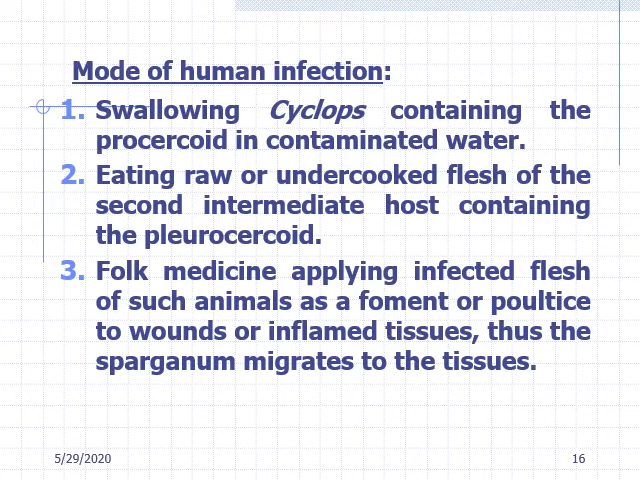 Mode of human infection:
1. Swallowing Cyclops containing the
procercoid in contaminated water.
2. Eating raw or undercooked flesh of the
second intermediate host containing
the pleurocercoid.
3. Folk medicine applying infected flesh
of such animals as a foment or poultice
to wounds or inflamed tissues, thus the
sparganum migrates to the tissues.
5/29/2020
16